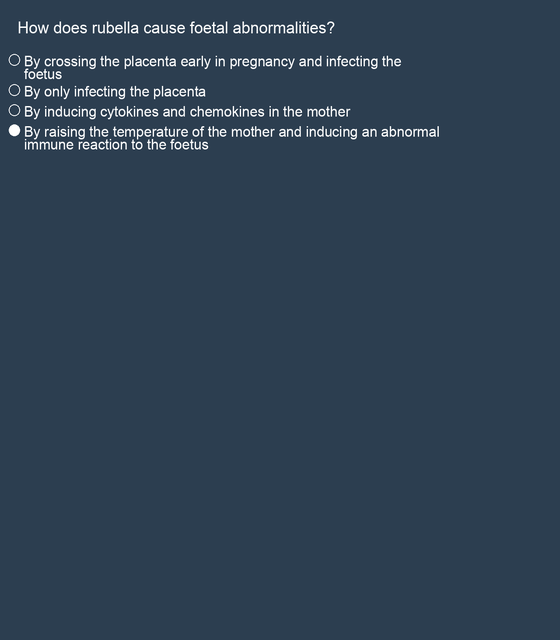 How does rubella cause foetal abnormalities?
By crossing the placenta early in pregnancy and infecting the
foetus
By only infecting the placenta
By inducing cytokines and chemokines in the mother
By raising the temperature of the mother and inducing an abnormal
immune reaction to the foetus